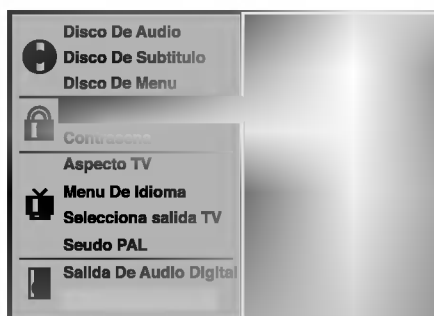 Disco De Audio
Disco De Subtitulo
Disco De Menu
Contrasena
Aspecto TV
Menu De Idioma
Selecciona salida TV
Seudo PAL
Salida De Audio Digital